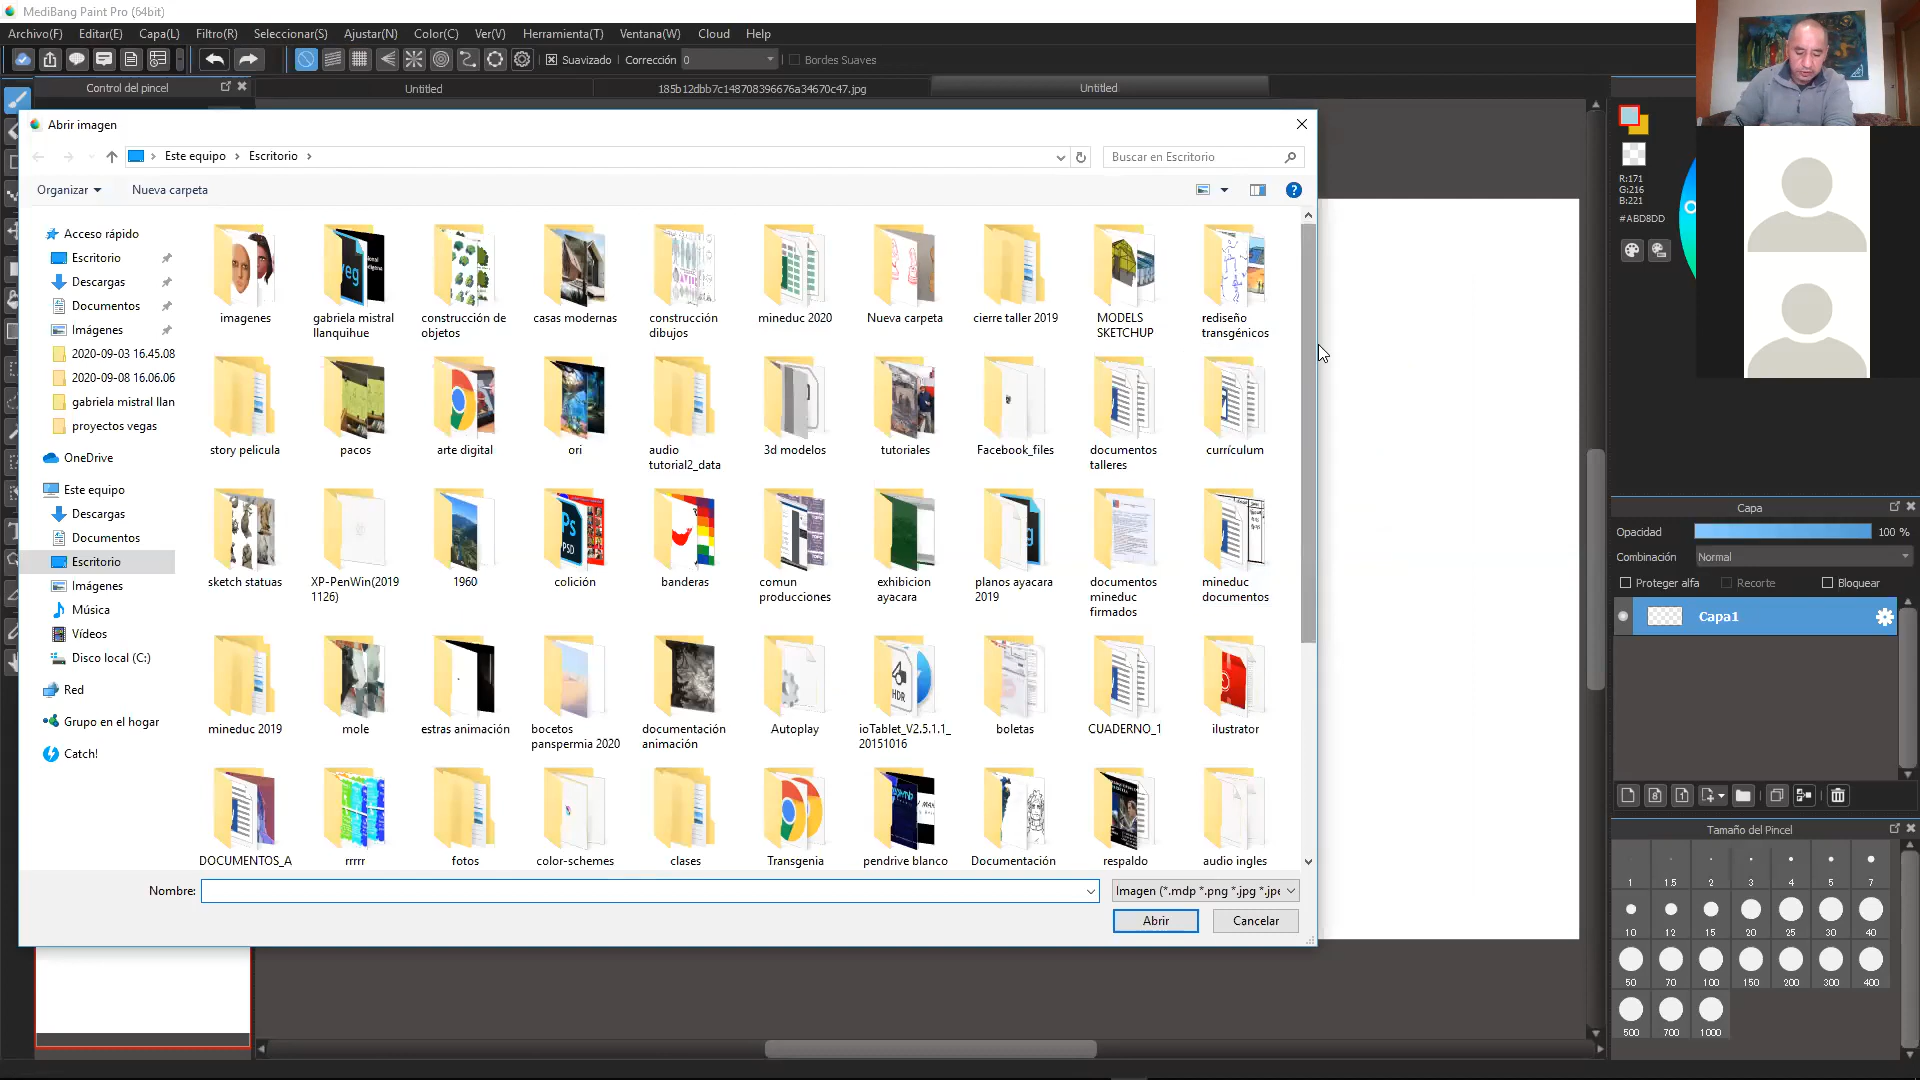 MediBang Paint Pro (64bit)
Archivo(F) Editar(E) Capa(L) Filtro(R) Seleccionar(S) Ajustar(N) Color(C) Ver(V) Herramienta(T) Ventana(W) Cloud Help
Suavizado Corrección 0 Bordes Suaves
Control del pincel Untitled 185b12dbb7c148708396676a34670c47.jpg Untitled
Abrir imagen
Este equipo Escritorio Buscar en Escritorio
Organizar Nueva carpeta
R:171
G:216
B:221
#ABD8DD
Acceso rápido
Escritorio
Descargas
Documentos
Imágenes
2020-09-03 16.45.08
2020-09-08 16.06.06
gabriela mistral llan
proyectos vegas
OneDrive
Este equipo
Descargas
Documentos
Escritorio
Imágenes
Música
Vídeos
Disco local (C:)
Red
Grupo en el hogar
Catch!
imagenes
gabriela mistral
llanquihue
construcción de
objetos
casas modernas
construcción
dibujos
mineduc 2020
Nueva carpeta
cierre taller 2019
MODELS
SKETCHUP
rediseño
transgénicos
story pelicula
pacos
arte digital
ori
audio
tutorial2_data
3d modelos
tutoriales
Facebook_files
documentos
talleres
currículum
sketch statuas
XP-PenWin(2019
1126)
1960
colición
banderas
comun
producciones
exhibicion
ayacara
planos ayacara
2019
documentos
mineduc
firmados
mineduc
documentos
mineduc 2019
mole
estras animación
bocetos
panspermia 2020
documentación
animación
Autoplay
ioTablet_V2.5.1.1_
20151016
boletas
CUADERNO_1
ilustrator
DOCUMENTOS_A
rrrrr
fotos
color-schemes
clases
Transgenia
pendrive blanco
Documentación
respaldo
audio ingles
Nombre: Imagen (*.mdp *.png *.jpg *.jpe
Abrir Cancelar
Capa
Opacidad 100 %
Combinación Normal
Proteger alfa Recorte Bloquear
Capa1
Tamaño del Pincel
1 1.5 2 3 4 5 7
10 12 15 20 25 30 40
50 70 100 150 200 300 400
500 700 1000